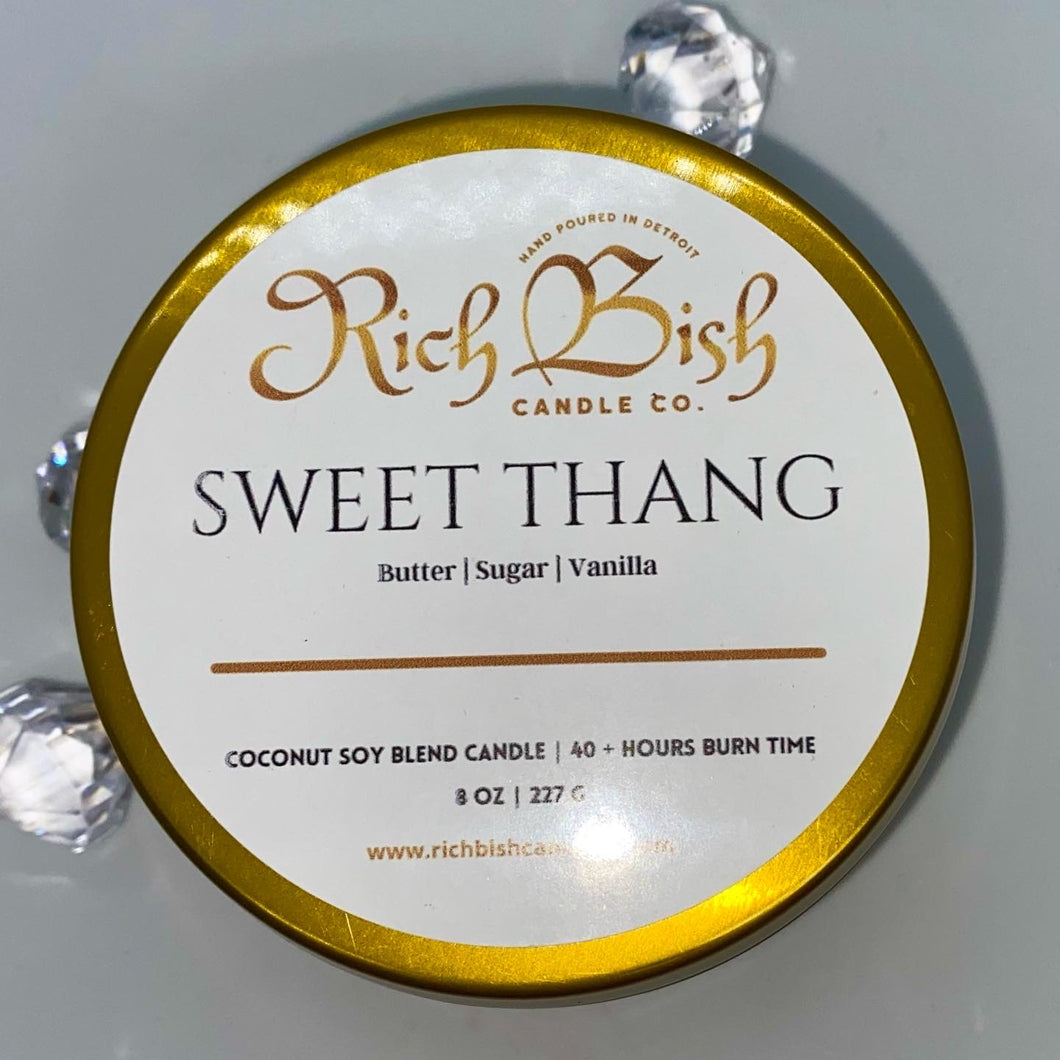 HAND POURED IN DETROIT
Rich Bish
CANDLE CO.
SWEET THANG
Butter | Sugar | Vanilla
COCONUT SOY BLEND CANDLE | 40 + HOURS BURN TIME
8 OZ | 227 G